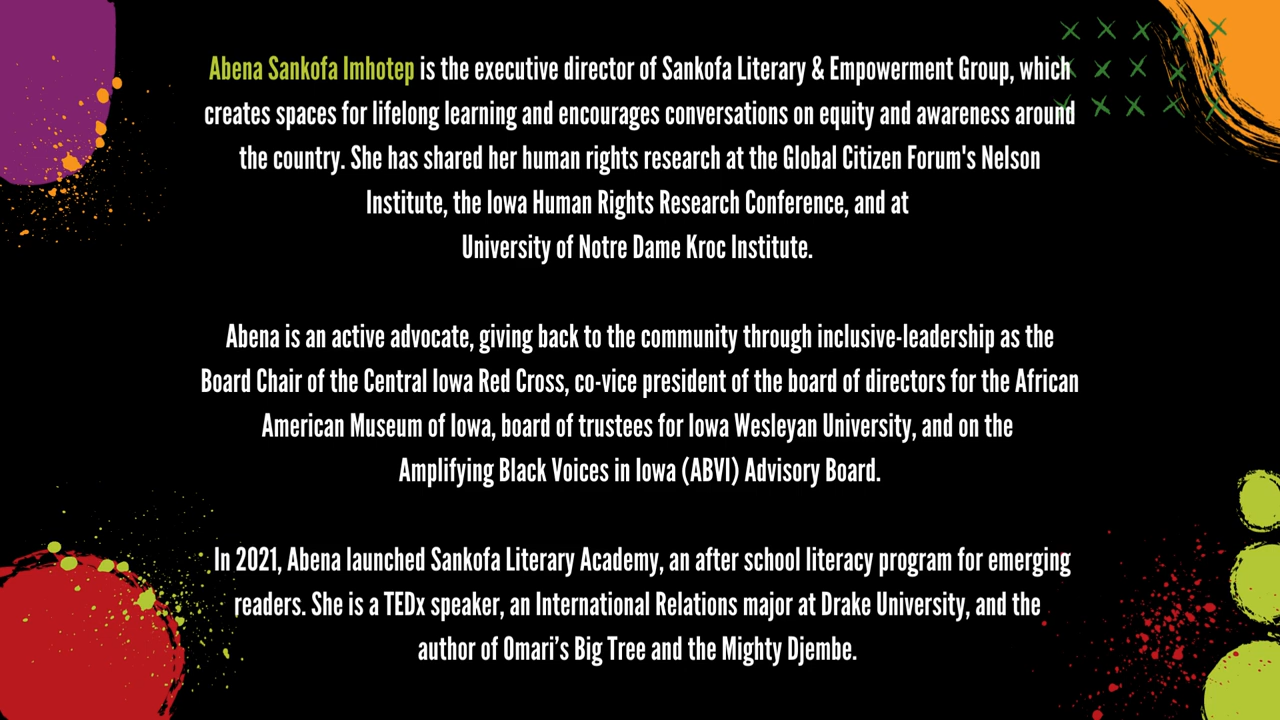 Abena Sankofa Imhotep is the executive director of Sankofa Literary & Empowerment Group, which
creates spaces for lifelong learning and encourages conversations on equity and awareness around
the country. She has shared her human rights research at the Global Citizen Forum's Nelson
Institute, the Iowa Human Rights Research Conference, and at
University of Notre Dame Kroc Institute.
Abena is an active advocate, giving back to the community through inclusive-leadership as the
Board Chair of the Central Iowa Red Cross, co-vice president of the board of directors for the African
American Museum of Iowa, board of trustees for Iowa Wesleyan University, and on the
Amplifying Black Voices in Iowa (ABVI) Advisory Board.
In 2021, Abena launched Sankofa Literary Academy, an after school literacy program for emerging
readers. She is a TEDx speaker, an International Relations major at Drake University, and the
author of Omari’s Big Tree and the Mighty Djembe.